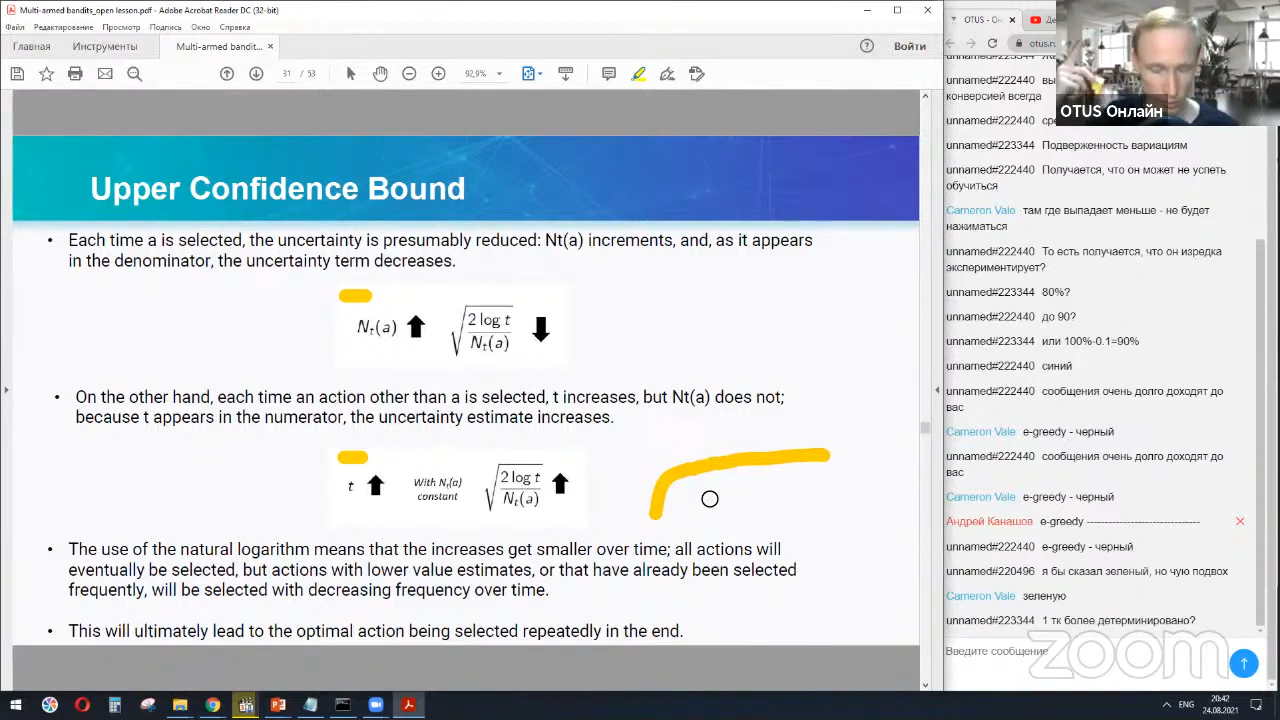 Multi-armed bandits_open lesson.pdf - Adobe Acrobat Reader DC (32-bit)
Файл Редактирование Просмотр Подпись Окно Справка
Главная Инструменты Multi-armed bandit... Войти
31 / 53 92,9%
Upper Confidence Bound
• Each time a is selected, the uncertainty is presumably reduced: Nt(a) increments, and, as it appears
in the denominator, the uncertainty term decreases.
Nt(a) √ 2 log t / Nt(a)
• On the other hand, each time an action other than a is selected, t increases, but Nt(a) does not;
because t appears in the numerator, the uncertainty estimate increases.
t With Nt(a)
constant √ 2 log t / Nt(a)
• The use of the natural logarithm means that the increases get smaller over time; all actions will
eventually be selected, but actions with lower value estimates, or that have already been selected
frequently, will be selected with decreasing frequency over time.
• This will ultimately lead to the optimal action being selected repeatedly in the end.
OTUS - Он
otus.ru
OTUS Онлайн
unnamed#222440
конверсией всегда
unnamed#222440
unnamed#223344 Подверженность вариациям
unnamed#222440 Получается, что он может не успеть
обучиться
Cameron Vale там где выпадает меньше - не будет
нажиматься
unnamed#222440 То есть получается, что он изредка
экспериментирует?
unnamed#223344 80%?
unnamed#222440 до 90?
unnamed#223344 или 100%-0.1=90%
unnamed#222440 синий
unnamed#222440 сообщения очень долго доходят до
вас
Cameron Vale e-greedy - черный
unnamed#222440 сообщения очень долго доходят до
вас
Cameron Vale e-greedy - черный
Андрей Канашов e-greedy --------------------------------
unnamed#222440 e-greedy - черный
unnamed#220496 я бы сказал зеленый, но чую подвох
Cameron Vale зеленую
unnamed#223344 1 тк более детерминировано?
Введите сообщение
zoom
ENG
20:42
24.08.2021